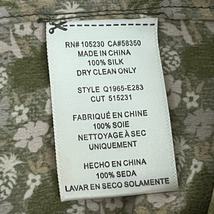 RN# 105230 CA#58350
MADE IN CHINA
100% SILK
DRY CLEAN ONLY
STYLE Q1965-E283
CUT 515231
FABRIQUÉ EN CHINE
100% SOIE
NETTOYAGE À SEC
UNIQUEMENT
HECHO EN CHINA
100% SEDA
LAVAR EN SECO SOLAMENTE